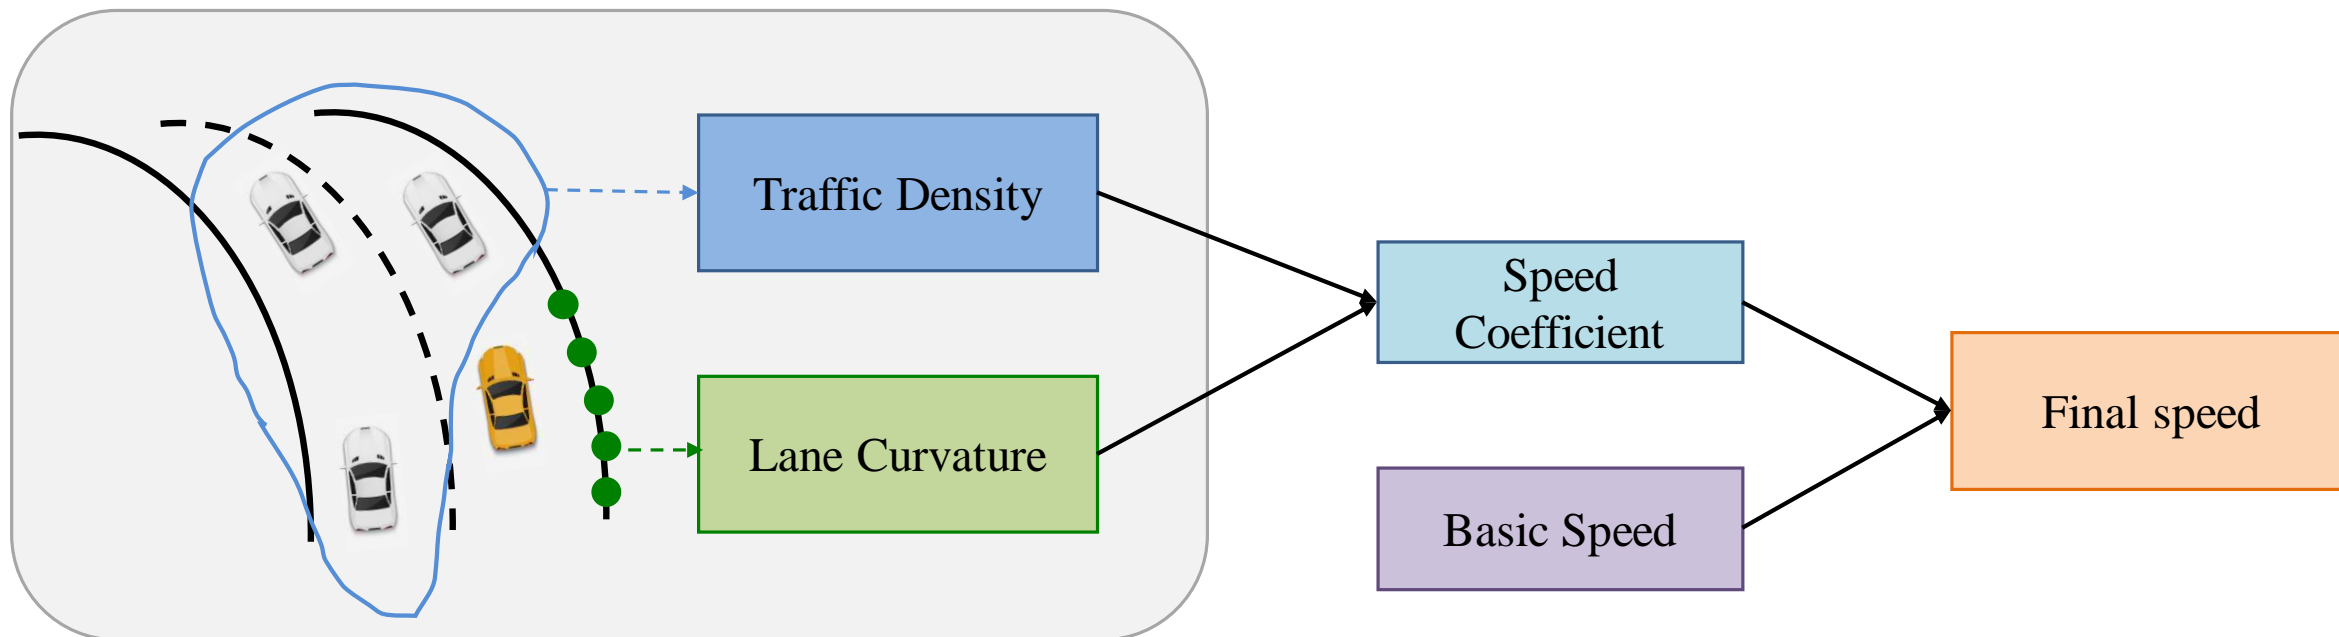 Traffic Density
Lane Curvature
Speed
Coefficient
Basic Speed
Final speed